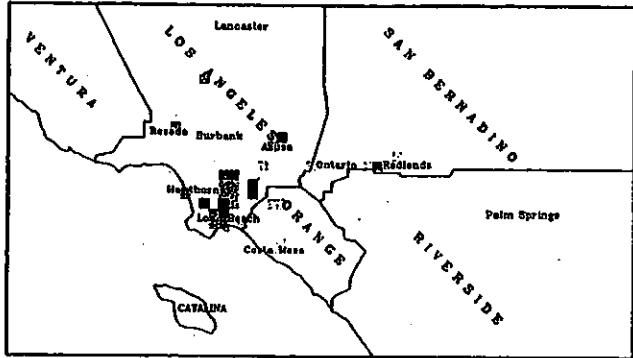 Lancaster
VENTURA
LOS ANGELES
SAN BERNADINO
Reseda
Burbank
Azusa
Ontario
Redlands
Hawthorne
Long Beach
ORANGE
Palm Springs
Costa Mesa
RIVERSIDE
CATALINA